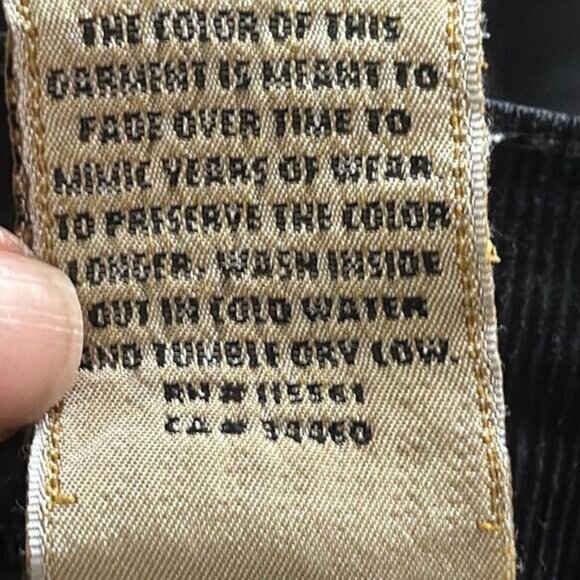 THE COLOR OF THIS
GARMENT IS MEANT TO
FADE OVER TIME TO
MIMIC YEARS OF WEAR.
TO PRESERVE THE COLOR
LONGER, WASH INSIDE
OUT IN COLD WATER
AND TUMBLE DRY LOW.
RN# 115561
CA# 34460